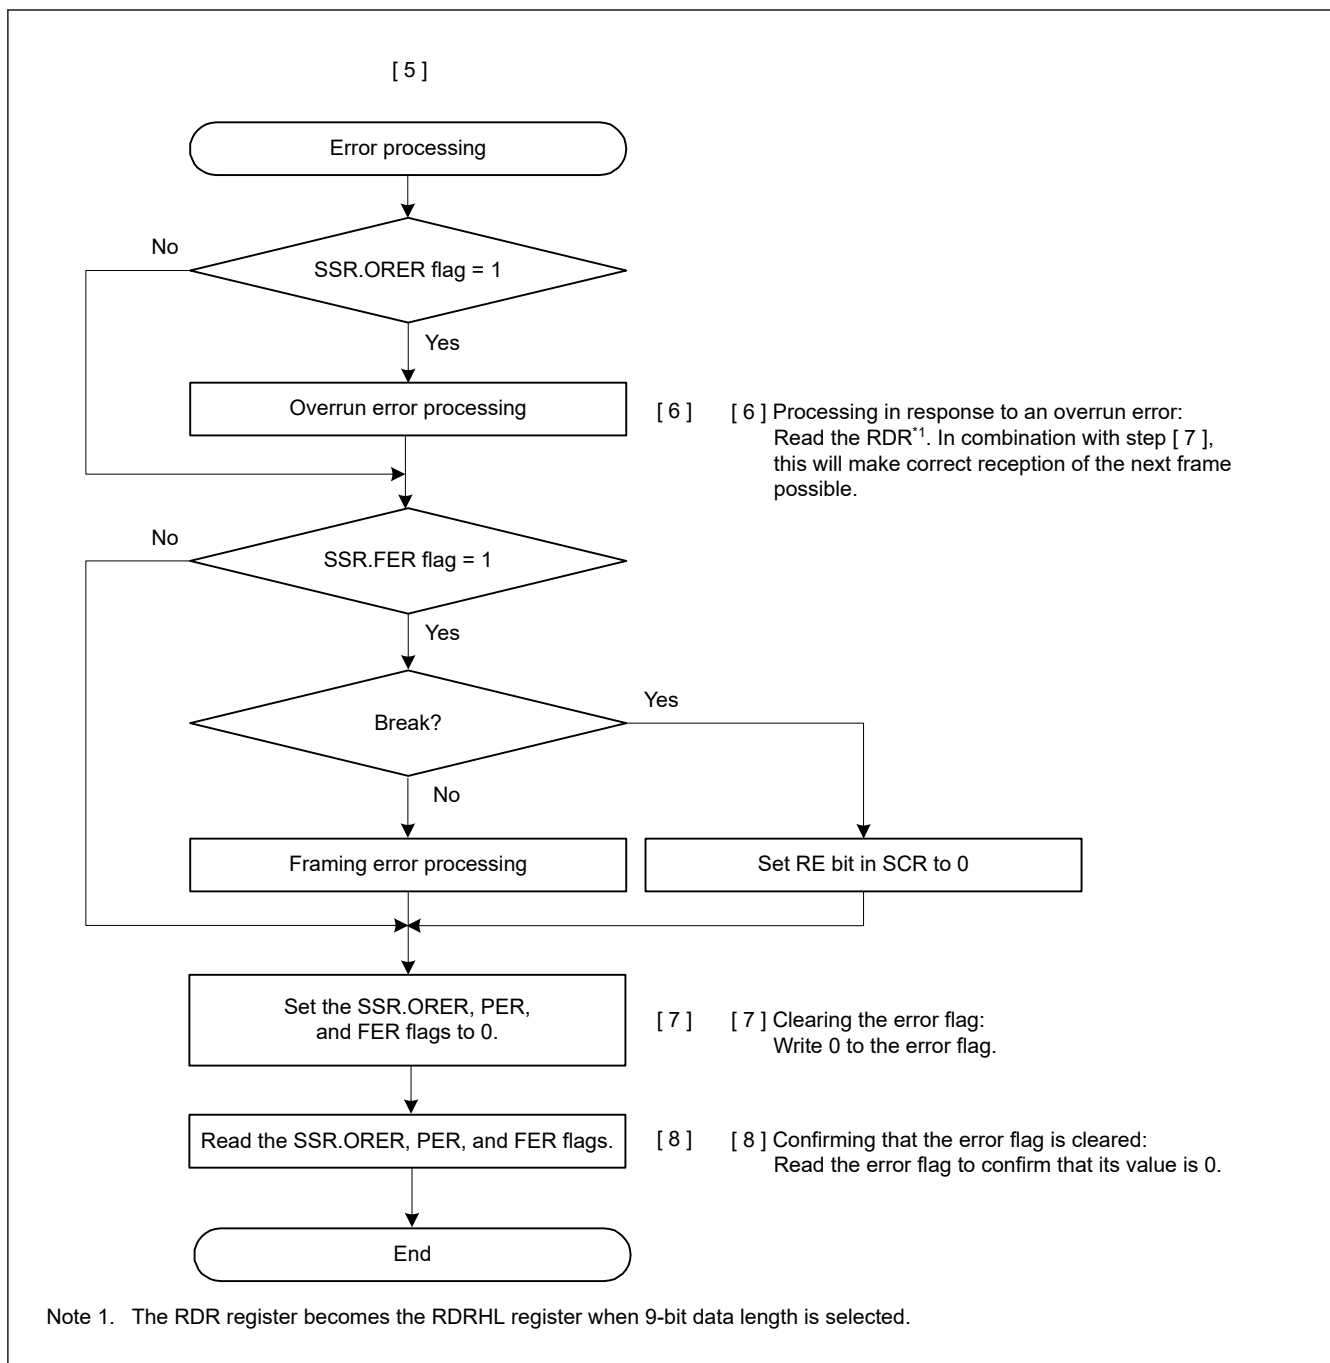 [ 5 ]
Error processing
No
SSR.ORER flag = 1
Yes
Overrun error processing
[ 6 ]
[ 6 ] Processing in response to an overrun error:
Read the RDR*1. In combination with step [ 7 ],
this will make correct reception of the next frame
possible.
No
SSR.FER flag = 1
Yes
Break?
Yes
No
Framing error processing
Set RE bit in SCR to 0
Set the SSR.ORER, PER,
and FER flags to 0.
[ 7 ]
[ 7 ] Clearing the error flag:
Write 0 to the error flag.
Read the SSR.ORER, PER, and FER flags.
[ 8 ]
[ 8 ] Confirming that the error flag is cleared:
Read the error flag to confirm that its value is 0.
End
Note 1. The RDR register becomes the RDRHL register when 9-bit data length is selected.